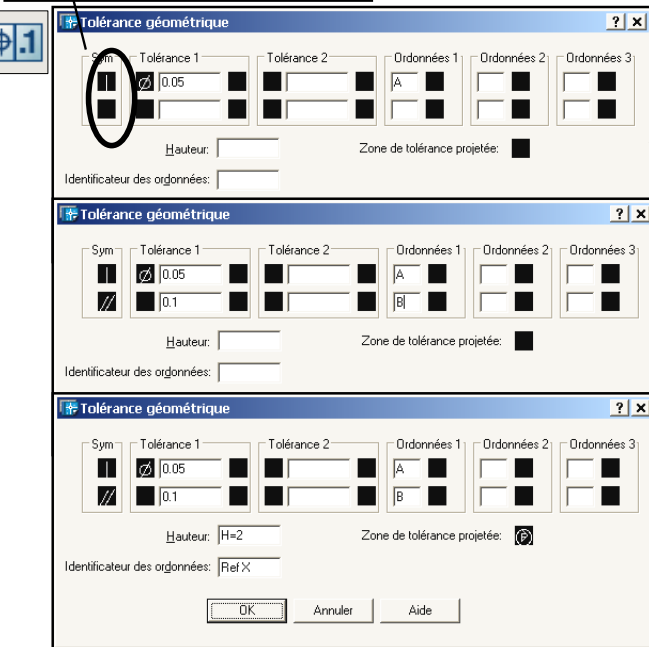 .1
Tolérance géométrique
Sym Tolérance 1 Tolérance 2 Ordonnées 1 Ordonnées 2 Ordonnées 3
Ø 0.05 A
Hauteur:
Zone de tolérance projetée:
Identificateur des ordonnées:
Tolérance géométrique
Sym Tolérance 1 Tolérance 2 Ordonnées 1 Ordonnées 2 Ordonnées 3
Ø 0.05 A
// 0.1 B
Hauteur:
Zone de tolérance projetée:
Identificateur des ordonnées:
Tolérance géométrique
Sym Tolérance 1 Tolérance 2 Ordonnées 1 Ordonnées 2 Ordonnées 3
Ø 0.05 A
// 0.1 B
Hauteur: H=2 Zone de tolérance projetée: Ⓟ
Identificateur des ordonnées: Ref X
OK Annuler Aide